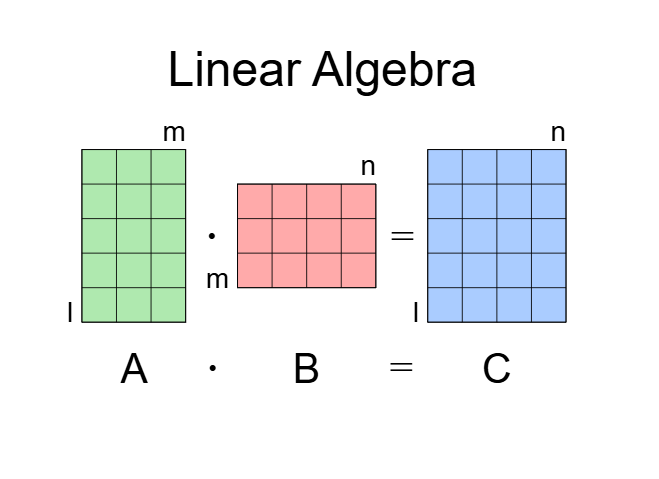 Linear Algebra
m
n
n
· =
m
l
l
A · B = C